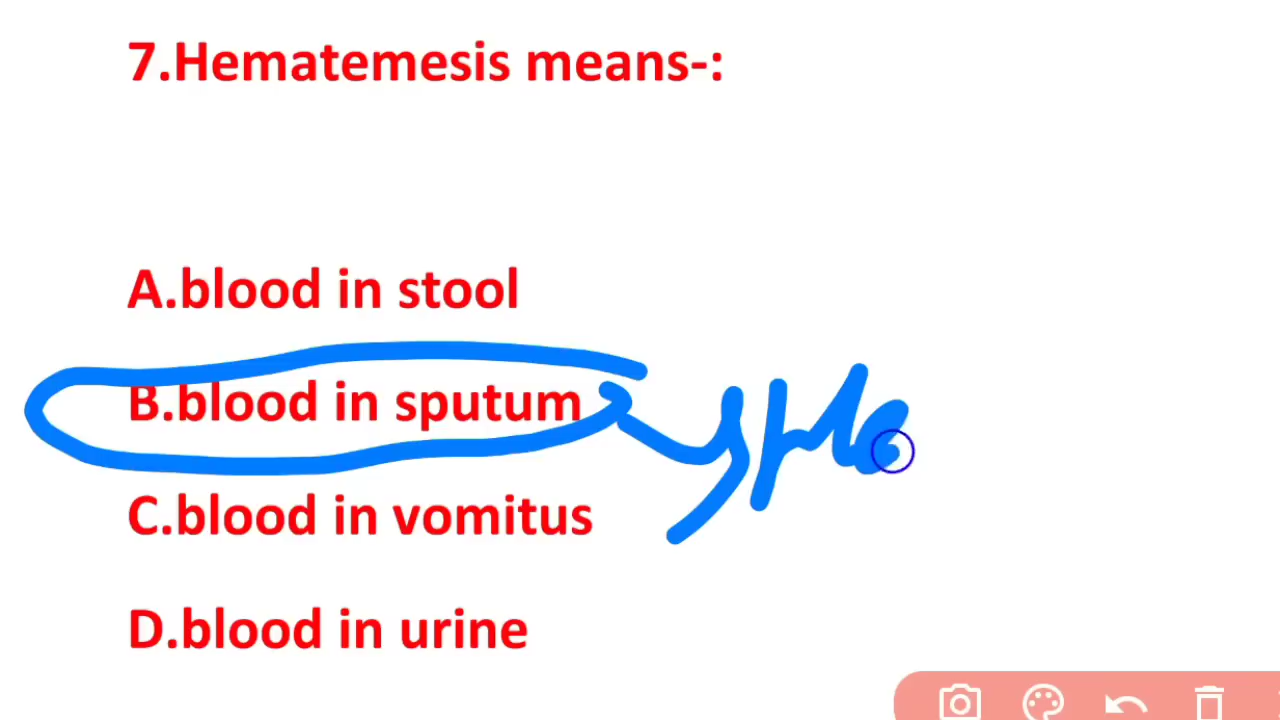 7.Hematemesis means-:
A.blood in stool
B.blood in sputum
C.blood in vomitus
D.blood in urine